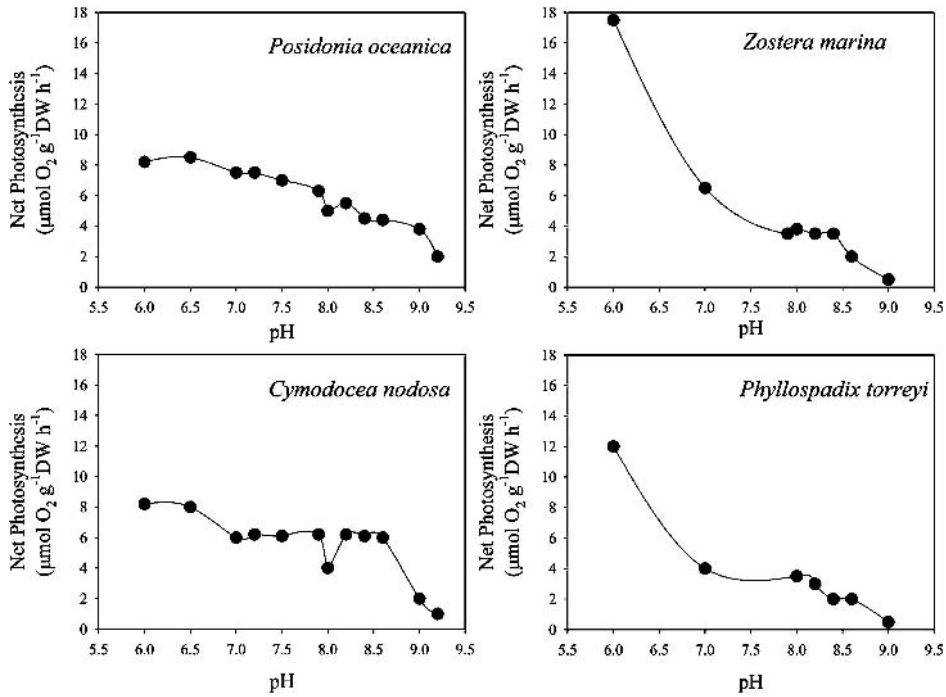 Posidonia oceanica
Net Photosynthesis
(μmol O₂ g⁻¹DW h⁻¹)
18
16
14
12
10
8
6
4
2
0
5.5 6.0 6.5 7.0 7.5 8.0 8.5 9.0 9.5
pH
Zostera marina
Net Photosynthesis
(μmol O₂ g⁻¹DW h⁻¹)
18
16
14
12
10
8
6
4
2
0
5.5 6.0 6.5 7.0 7.5 8.0 8.5 9.0 9.5
pH
Cymodocea nodosa
Net Photosynthesis
(μmol O₂ g⁻¹DW h⁻¹)
18
16
14
12
10
8
6
4
2
0
5.5 6.0 6.5 7.0 7.5 8.0 8.5 9.0 9.5
pH
Phyllospadix torreyi
Net Photosynthesis
(μmol O₂ g⁻¹DW h⁻¹)
18
16
14
12
10
8
6
4
2
0
5.5 6.0 6.5 7.0 7.5 8.0 8.5 9.0 9.5
pH